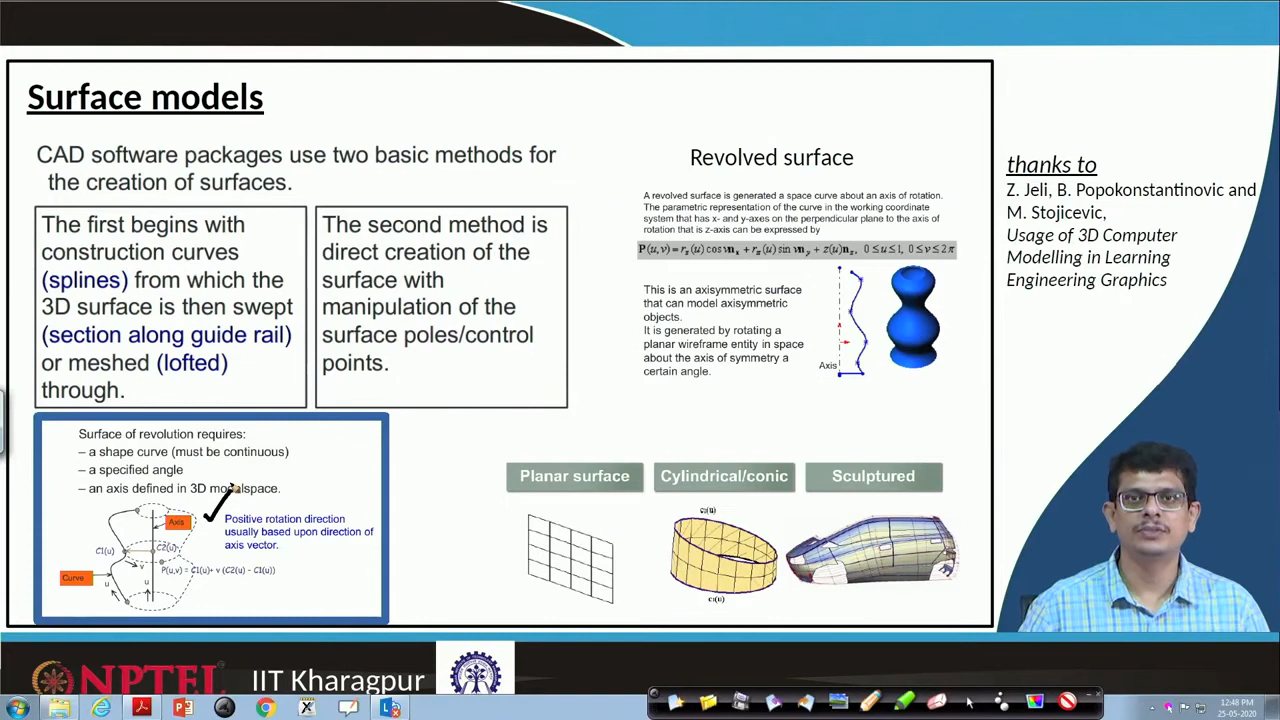 Surface models
CAD software packages use two basic methods for
the creation of surfaces.
The first begins with
construction curves
(splines) from which the
3D surface is then swept
(section along guide rail)
or meshed (lofted)
through.
The second method is
direct creation of the
surface with
manipulation of the
surface poles/control
points.
Surface of revolution requires:
– a shape curve (must be continuous)
– a specified angle
– an axis defined in 3D modelspace.
Axis
Positive rotation direction
usually based upon direction of
axis vector.
C1(u)
C2(u)
v
P(u,v) = C1(u)+ v (C2(u) - C1(u))
Curve
u
u
Revolved surface
A revolved surface is generated a space curve about an axis of rotation.
The parametric representation of the curve in the working coordinate
system that has x- and y-axes on the perpendicular plane to the axis of
rotation that is z-axis can be expressed by
P(u,v) = r_z(u) cos v n_x + r_z(u) sin v n_y + z(u) n_z, 0 ≤ u ≤ 1, 0 ≤ v ≤ 2π
This is an axisymmetric surface
that can model axisymmetric
objects.
It is generated by rotating a
planar wireframe entity in space
about the axis of symmetry a
certain angle.
Axis
Planar surface
Cylindrical/conic
Sculptured
thanks to
Z. Jeli, B. Popokonstantinovic and
M. Stojicevic,
Usage of 3D Computer
Modelling in Learning
Engineering Graphics
NPTEL
IIT Kharagpur
12:48 PM
25-05-2020